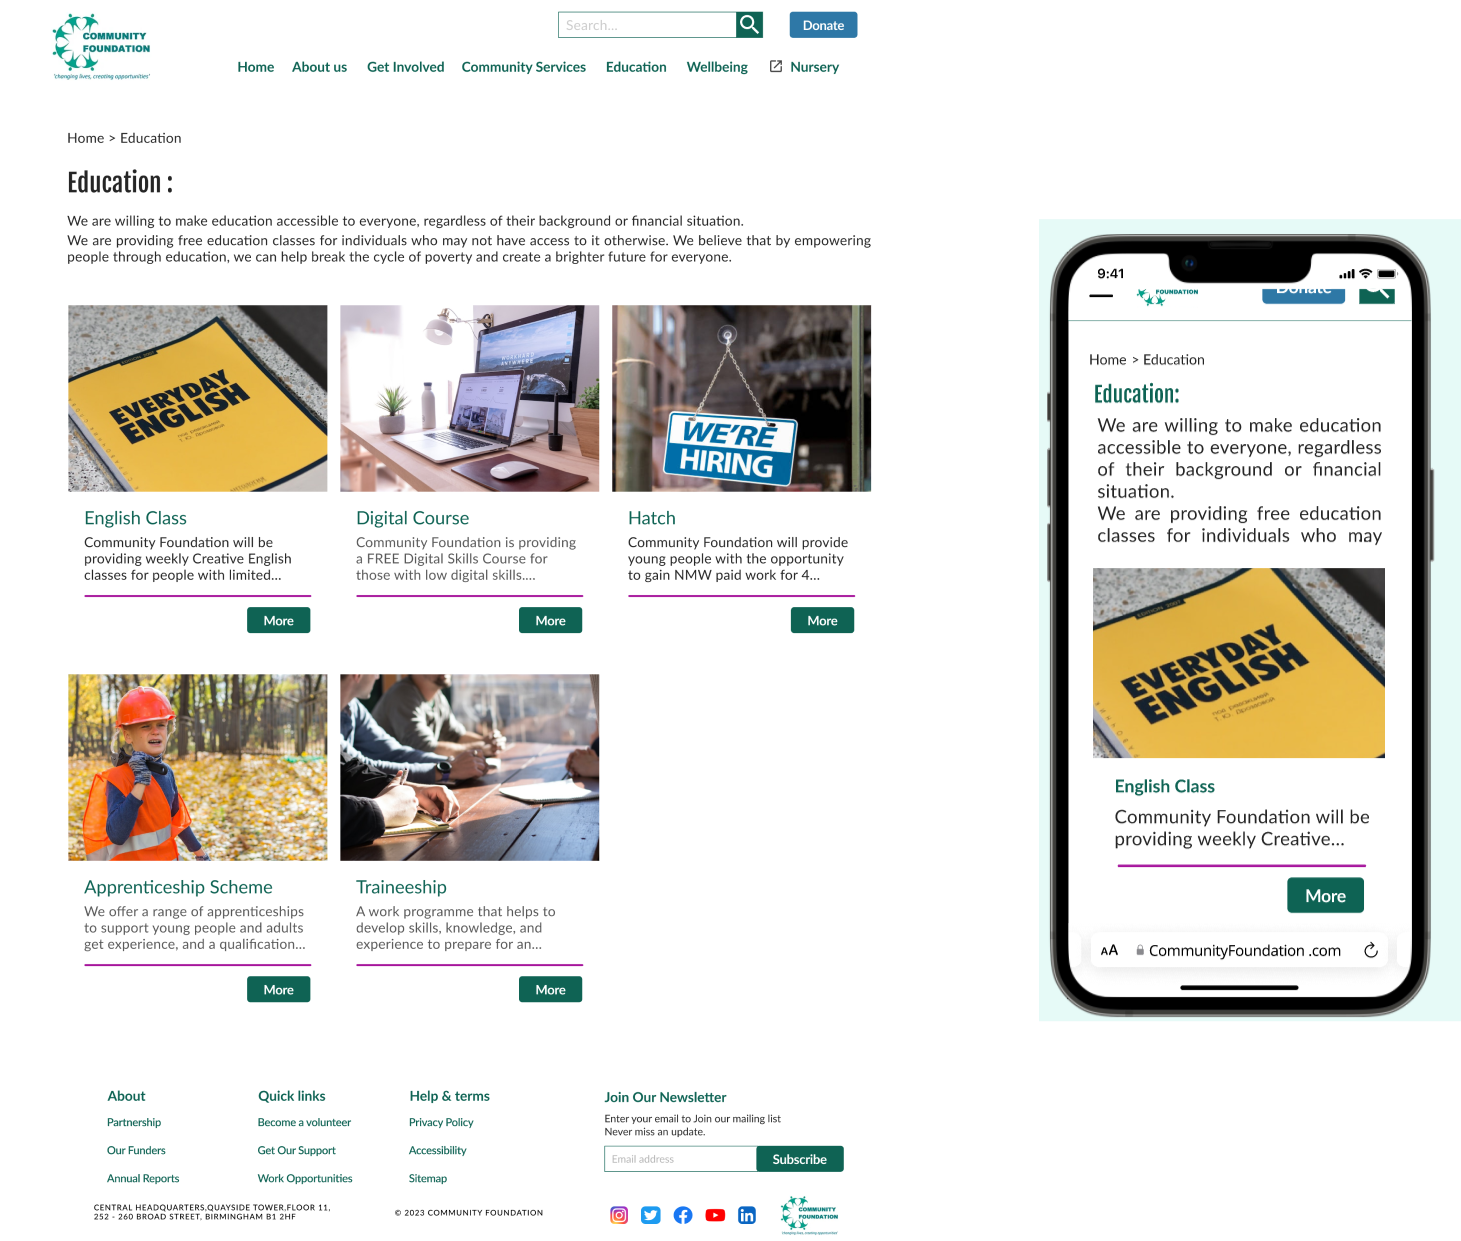 COMMUNITY
FOUNDATION
'changing lives, creating opportunities'
Search...
Donate
Home About us Get Involved Community Services Education Wellbeing Nursery
Home > Education
Education :
We are willing to make education accessible to everyone, regardless of their background or financial situation.
We are providing free education classes for individuals who may not have access to it otherwise. We believe that by empowering
people through education, we can help break the cycle of poverty and create a brighter future for everyone.
EVERYDAY
ENGLISH
WE'RE
HIRING
English Class
Community Foundation will be
providing weekly Creative English
classes for people with limited...
More
Digital Course
Community Foundation is providing
a FREE Digital Skills Course for
those with low digital skills....
More
Hatch
Community Foundation will provide
young people with the opportunity
to gain NMW paid work for 4...
More
Apprenticeship Scheme
We offer a range of apprenticeships
to support young people and adults
get experience, and a qualification...
More
Traineeship
A work programme that helps to
develop skills, knowledge, and
experience to prepare for an...
More
About
Partnership
Our Funders
Annual Reports
Quick links
Become a volunteer
Get Our Support
Work Opportunities
Help & terms
Privacy Policy
Accessibility
Sitemap
Join Our Newsletter
Enter your email to Join our mailing list
Never miss an update.
Email address
Subscribe
CENTRAL HEADQUARTERS,QUAYSIDE TOWER,FLOOR 11,
252 - 260 BROAD STREET, BIRMINGHAM B1 2HF
© 2023 COMMUNITY FOUNDATION
COMMUNITY
FOUNDATION
9:41
FOUNDATION
Donate
Home > Education
Education:
We are willing to make education
accessible to everyone, regardless
of their background or financial
situation.
We are providing free education
classes for individuals who may
EVERYDAY
ENGLISH
English Class
Community Foundation will be
providing weekly Creative...
More
AA CommunityFoundation .com